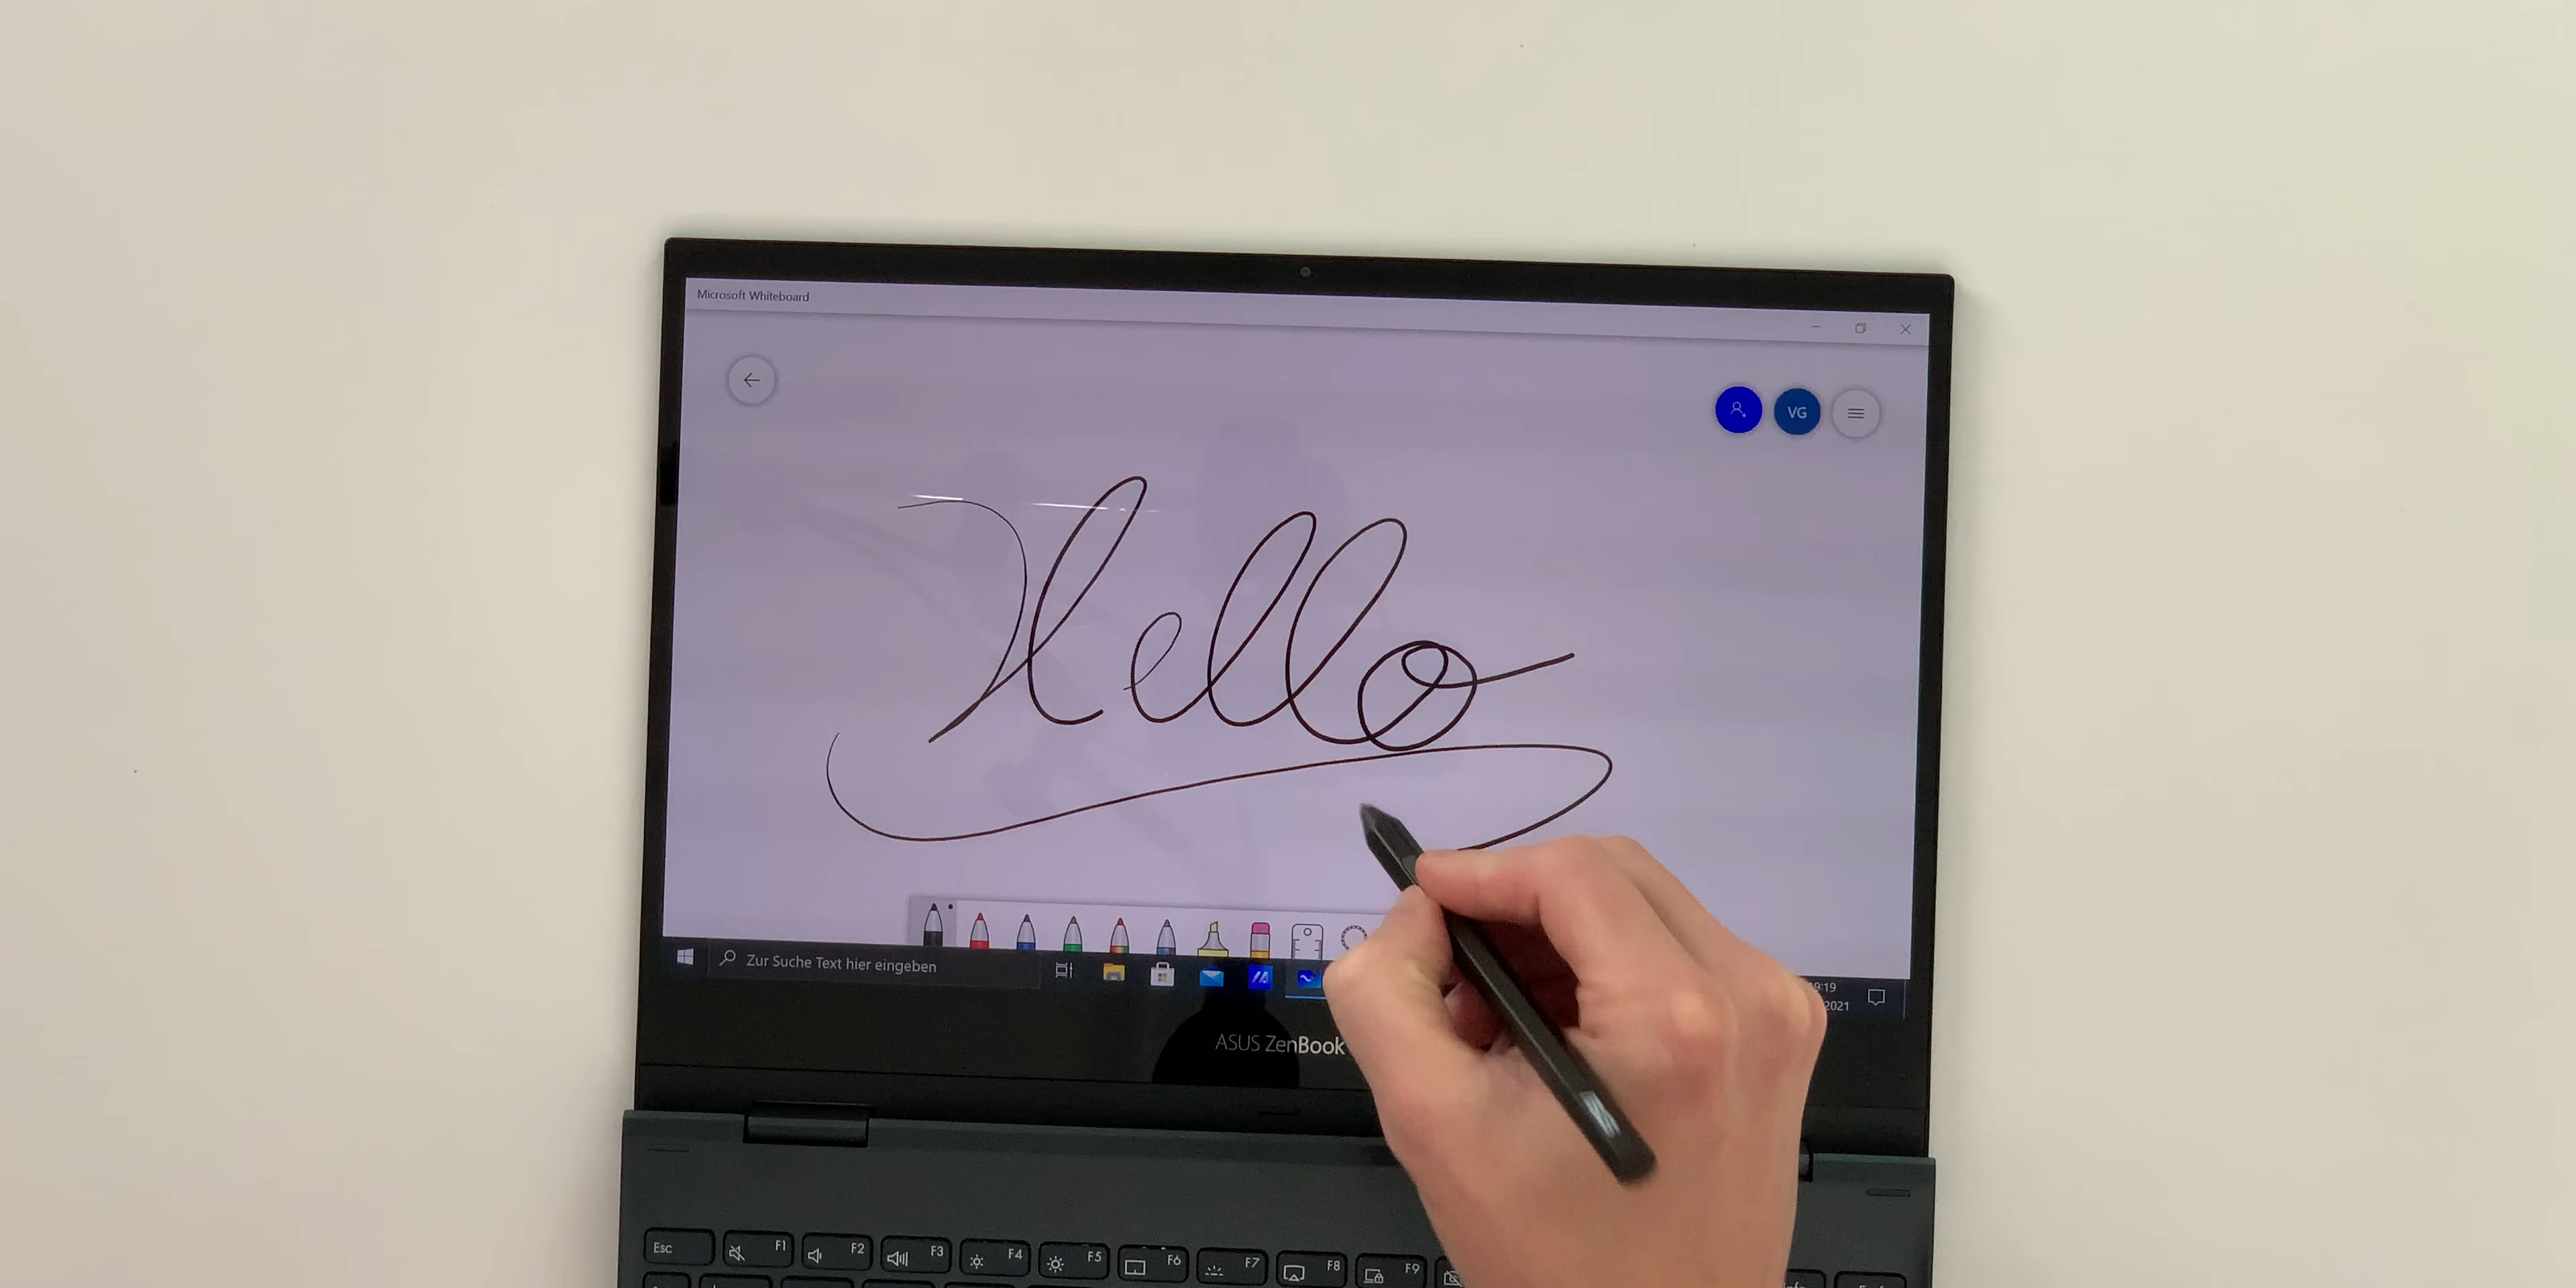 Microsoft Whiteboard
VG
Hello
Zur Suche Text hier eingeben
2021
ASUS ZenBook
Esc
F1
F2
F3
F4
F5
F6
F7
F8
F9